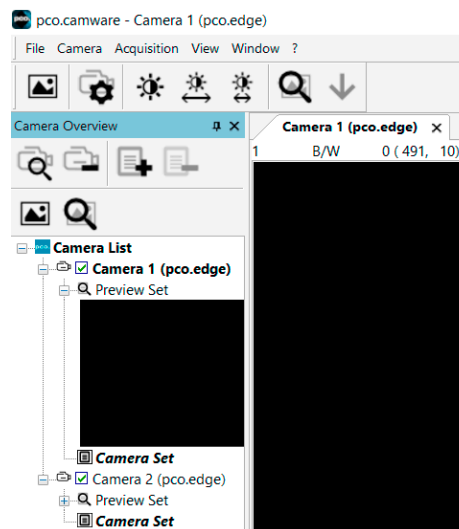 pco.camware - Camera 1 (pco.edge)
File Camera Acquisition View Window ?
Camera Overview
Camera 1 (pco.edge)
1 B/W 0 ( 491, 10)
Camera List
Camera 1 (pco.edge)
Preview Set
Camera Set
Camera 2 (pco.edge)
Preview Set
Camera Set